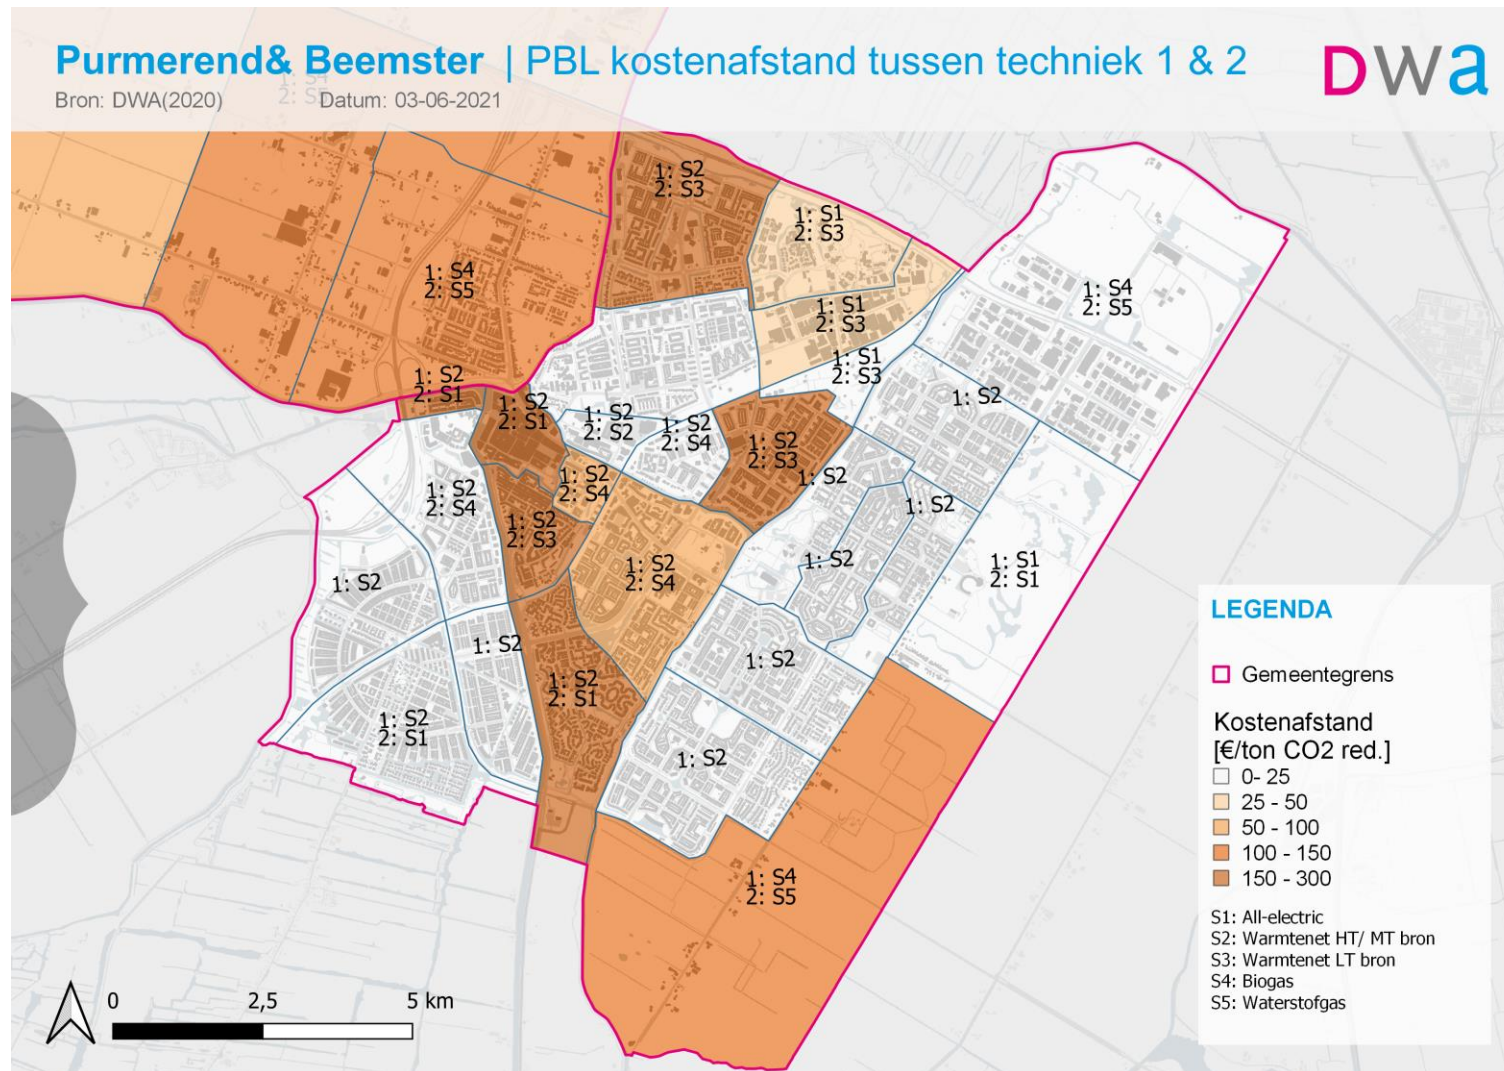 Purmerend& Beemster | PBL kostenafstand tussen techniek 1 & 2
DWA
Bron: DWA(2020)
2: S5
Datum: 03-06-2021
1: S2
2: S3
1: S1
2: S3
1: S4
2: S5
1: S4
2: S5
1: S1
2: S3
1: S1
2: S3
1: S2
2: S1
1: S2
1: S2
2: S1
1: S2
2: S2
1: S2
2: S4
1: S2
2: S3
1: S2
1: S2
2: S4
1: S2
2: S4
1: S2
1: S2
2: S3
1: S2
1: S2
2: S4
1: S1
2: S1
1: S2
1: S2
1: S2
1: S2
2: S1
1: S2
2: S1
1: S2
1: S4
2: S5
LEGENDA
Gemeentegrens
Kostenafstand
[€/ton CO2 red.]
0- 25
25 - 50
50 - 100
100 - 150
150 - 300
S1: All-electric
S2: Warmtenet HT/ MT bron
S3: Warmtenet LT bron
S4: Biogas
S5: Waterstofgas
0 2,5 5 km